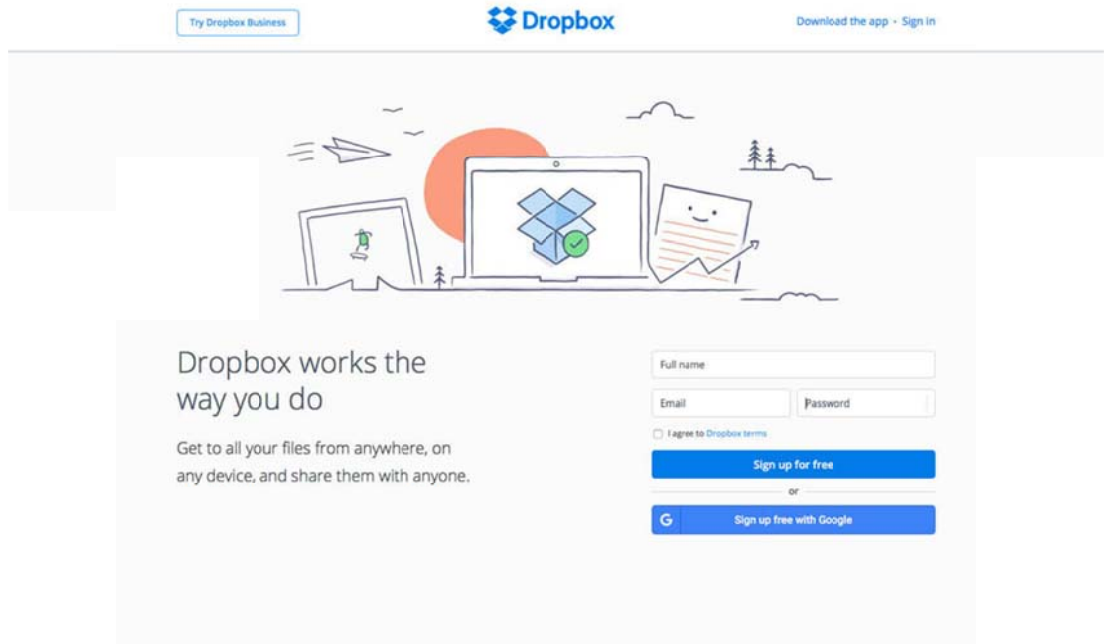 Try Dropbox Business
Dropbox
Download the app • Sign in
Dropbox works the
way you do
Get to all your files from anywhere, on
any device, and share them with anyone.
Full name
Email
Password
I agree to Dropbox terms
Sign up for free
or
G
Sign up free with Google